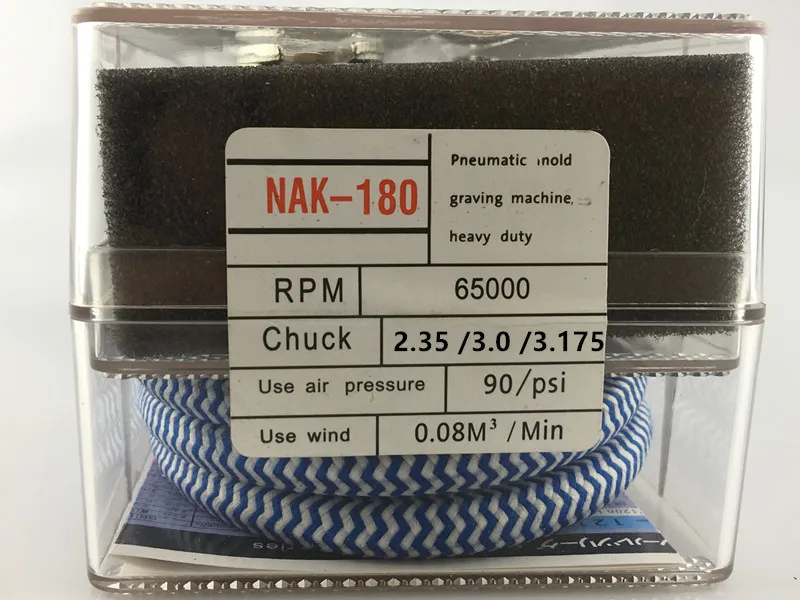 NAK-180
Pneumatic mold
graving machine,
heavy duty
RPM 65000
Chuck 2.35 /3.0 /3.175
Use air pressure 90/psi
Use wind 0.08M³ /Min